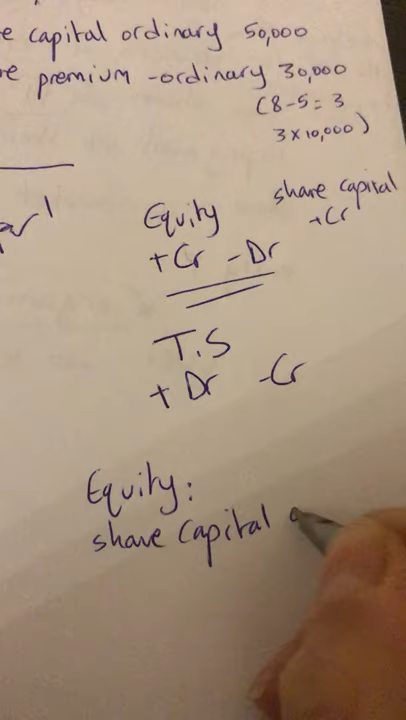 capital ordinary 50,000
premium - ordinary 30,000
(8-5=3
3x10,000)
share capital
+Cr
Equity
+Cr -Dr
T.S
+Dr -Cr
Equity:
share capital